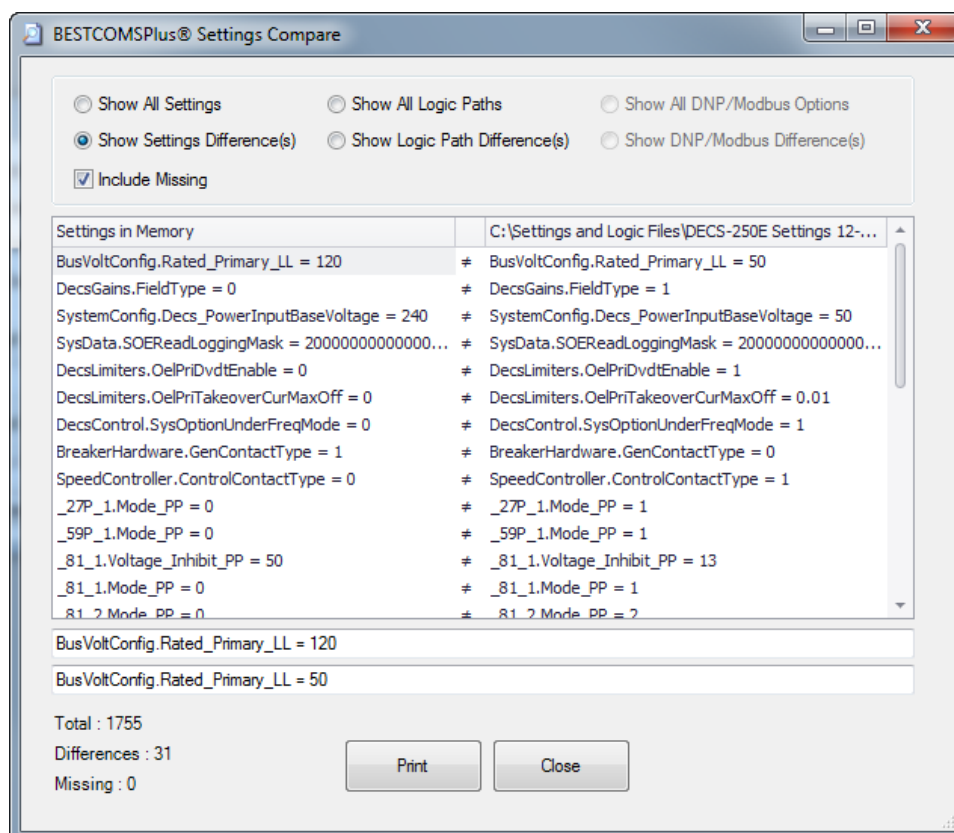 BESTCOMSPlus® Settings Compare
Show All Settings Show All Logic Paths Show All DNP/Modbus Options
Show Settings Difference(s) Show Logic Path Difference(s) Show DNP/Modbus Difference(s)
Include Missing
Settings in Memory C:\Settings and Logic Files\DECS-250E Settings 12-...
BusVoltConfig.Rated_Primary_LL = 120 ≠ BusVoltConfig.Rated_Primary_LL = 50
DecsGains.FieldType = 0 ≠ DecsGains.FieldType = 1
SystemConfig.Decs_PowerInputBaseVoltage = 240 ≠ SystemConfig.Decs_PowerInputBaseVoltage = 50
SysData.SOEReadLoggingMask = 20000000000000... ≠ SysData.SOEReadLoggingMask = 20000000000000...
DecsLimiters.OelPriDvdtEnable = 0 ≠ DecsLimiters.OelPriDvdtEnable = 1
DecsLimiters.OelPriTakeoverCurMaxOff = 0 ≠ DecsLimiters.OelPriTakeoverCurMaxOff = 0.01
DecsControl.SysOptionUnderFreqMode = 0 ≠ DecsControl.SysOptionUnderFreqMode = 1
BreakerHardware.GenContactType = 1 ≠ BreakerHardware.GenContactType = 0
SpeedController.ControlContactType = 0 ≠ SpeedController.ControlContactType = 1
_27P_1.Mode_PP = 0 ≠ _27P_1.Mode_PP = 1
_59P_1.Mode_PP = 0 ≠ _59P_1.Mode_PP = 1
_81_1.Voltage_Inhibit_PP = 50 ≠ _81_1.Voltage_Inhibit_PP = 13
_81_1.Mode_PP = 0 ≠ _81_1.Mode_PP = 1
_81_2.Mode_PP = 0 ≠ _81_2.Mode_PP = 2
BusVoltConfig.Rated_Primary_LL = 120
BusVoltConfig.Rated_Primary_LL = 50
Total : 1755
Differences : 31
Missing : 0
Print Close